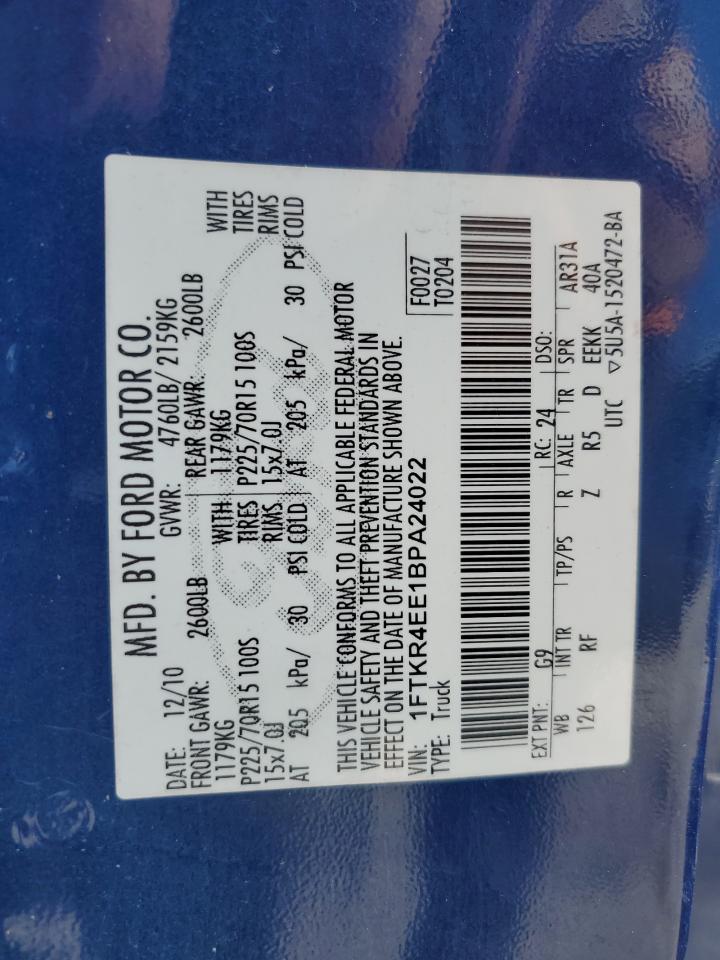 MFD. BY FORD MOTOR CO.
DATE: 12/10 GVWR: 4760LB/ 2159KG
FRONT GAWR: 2600LB REAR GAWR: 2600LB
1179KG WITH 1179KG WITH
P225/70R15 100S TIRES P225/70R15 100S TIRES
15x7.0J RIMS 15x7.0J RIMS
AT 205 kPa/ 30 PSI COLD AT 205 kPa/ 30 PSI COLD
THIS VEHICLE CONFORMS TO ALL APPLICABLE FEDERAL MOTOR
VEHICLE SAFETY AND THEFT PREVENTION STANDARDS IN
EFFECT ON THE DATE OF MANUFACTURE SHOWN ABOVE.
VIN: 1FTKR4EE1BPA24022 F0027
TYPE: Truck T0204
EXT PNT: G9 RC: 24 DSO:
WB INT TR TP/PS R AXLE TR SPR AR31A
126 RF Z R5 D EEKK 40A
UTC ▽5U5A-1520472-BA